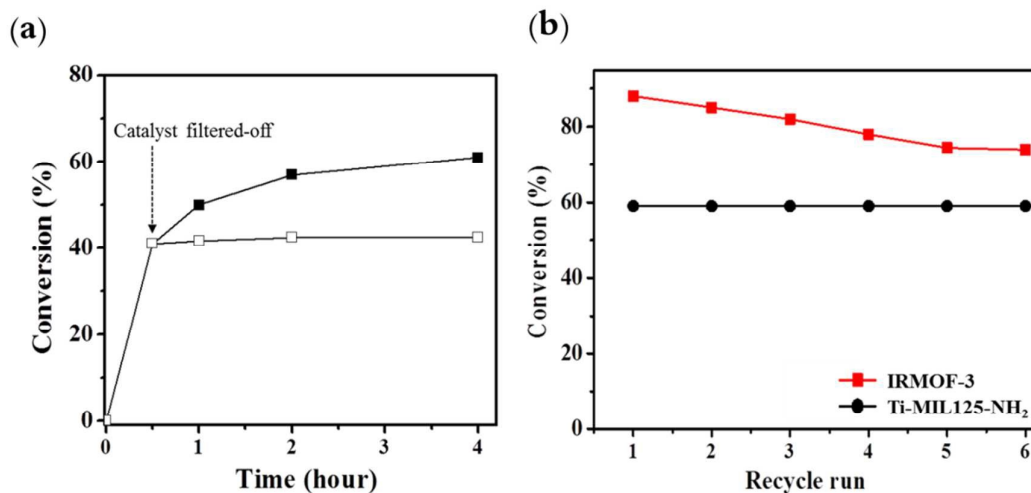 (a)
80
60
40
20
0
Conversion (%)
Catalyst filtered-off
0
1
2
3
4
Time (hour)
(b)
80
60
40
20
0
Conversion (%)
IRMOF-3
Ti-MIL125-NH₂
1
2
3
4
5
6
Recycle run